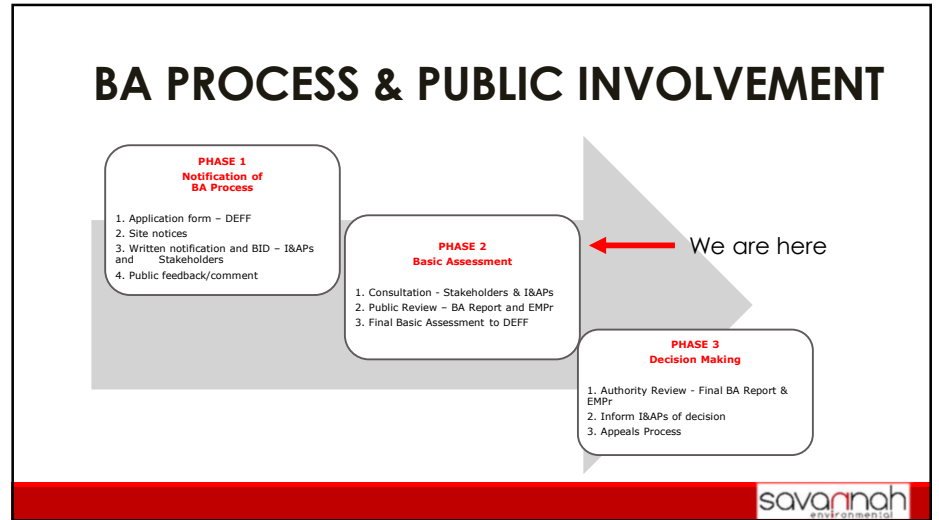 BA PROCESS & PUBLIC INVOLVEMENT
PHASE 1
Notification of
BA Process
1. Application form – DEFF
2. Site notices
3. Written notification and BID – I&APs
and Stakeholders
4. Public feedback/comment
PHASE 2
Basic Assessment
1. Consultation - Stakeholders & I&APs
2. Public Review – BA Report and EMPr
3. Final Basic Assessment to DEFF
We are here
PHASE 3
Decision Making
1. Authority Review - Final BA Report &
EMPr
2. Inform I&APs of decision
3. Appeals Process
savannah
environmental